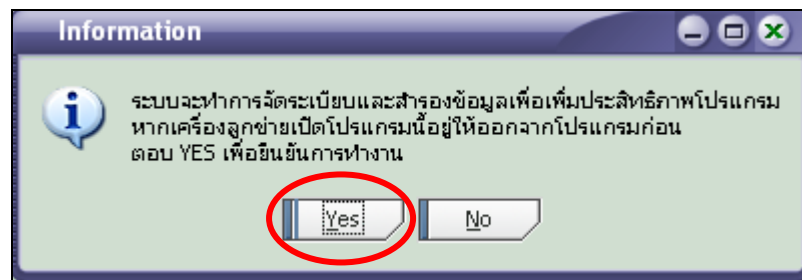 Information
ระบบจะทำการจัดระเบียบและสำรองข้อมูลเพื่อเพิ่มประสิทธิภาพโปรแกรม
หากเครื่องลูกข่ายเปิดโปรแกรมนี้อยู่ให้ออกจากโปรแกรมก่อน
ตอบ YES เพื่อยืนยันการทำงาน
Yes No